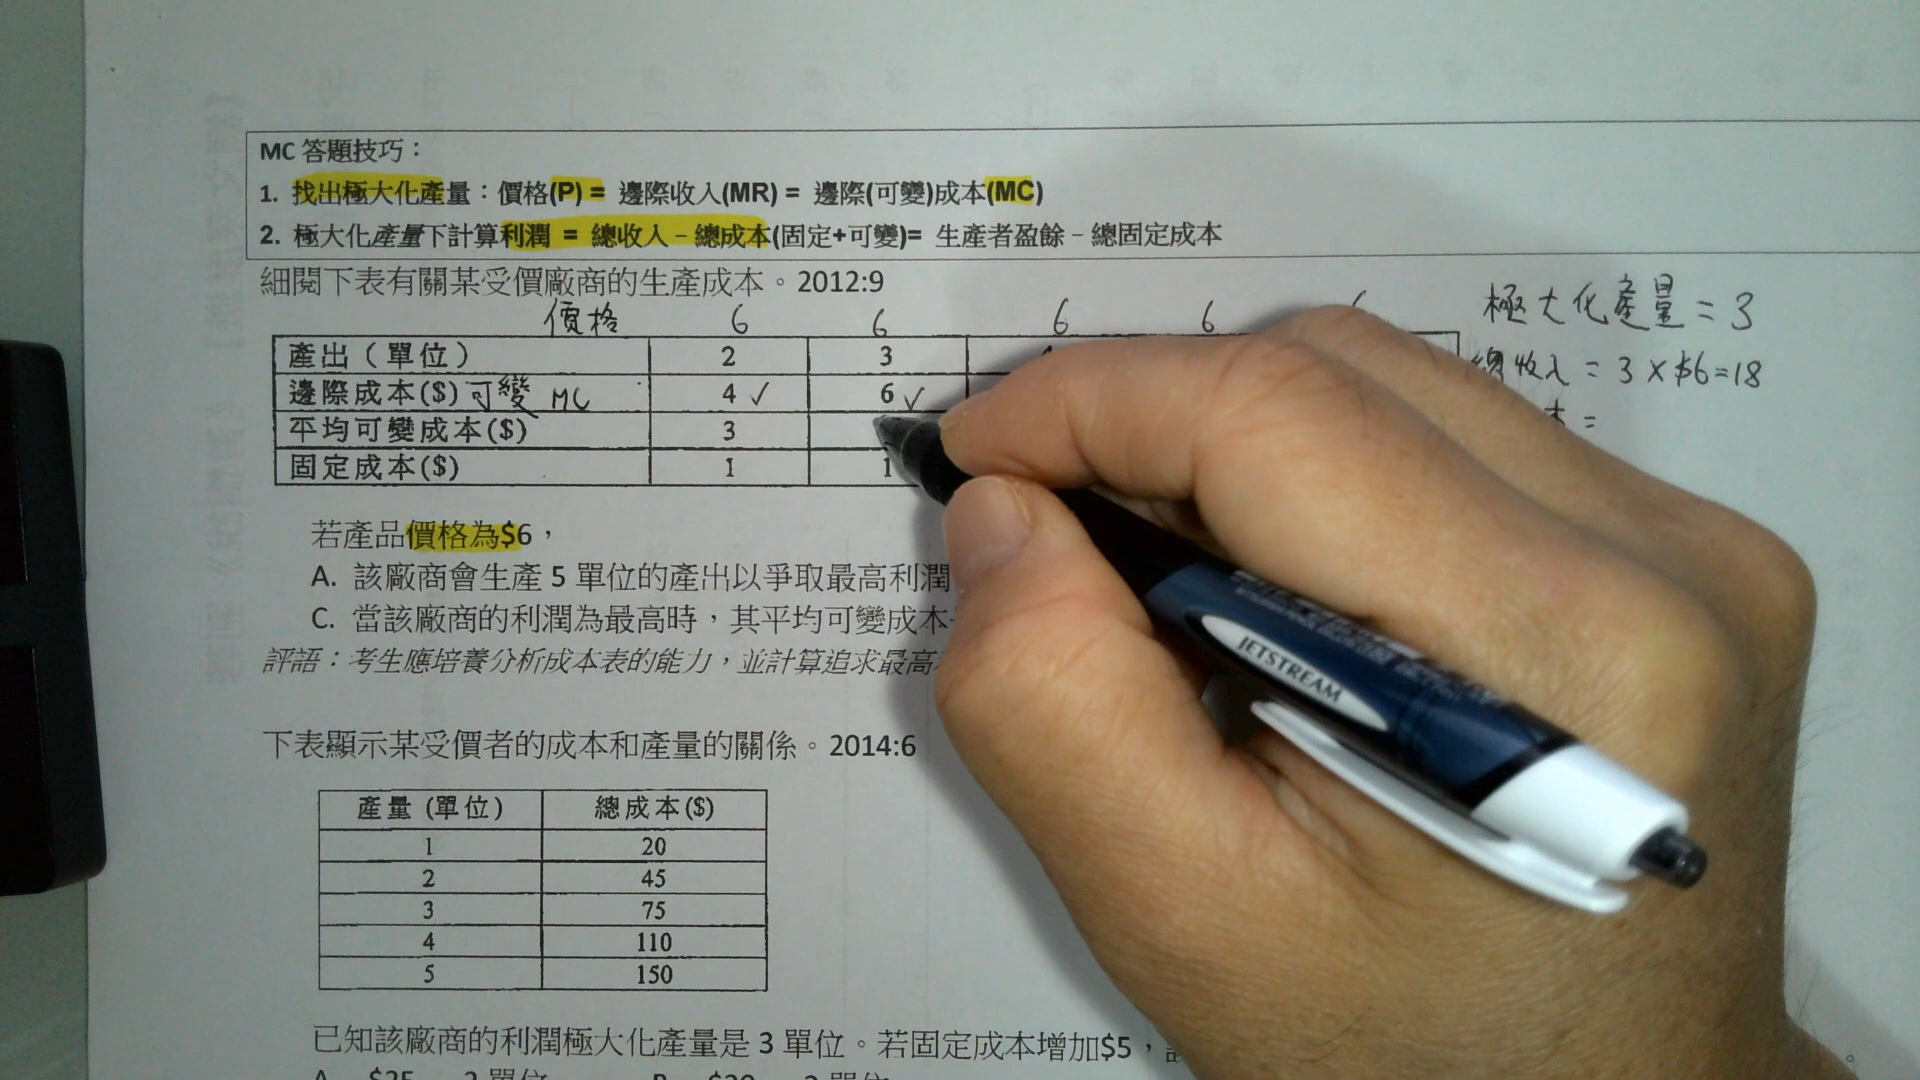 MC 答題技巧：
1. 找出極大化產量：價格(P) = 邊際收入(MR) = 邊際(可變)成本(MC)
2. 極大化產量下計算利潤 = 總收入 – 總成本(固定+可變)= 生產者盈餘 – 總固定成本
細閱下表有關某受價廠商的生產成本。2012:9
價格 6 6 6 6
產出（單位） 2 3
邊際成本($) 可變 MC 4 ✓ 6 ✓
平均可變成本($) 3
固定成本($) 1 1
極大化產量 = 3
收入 = 3 x $6 = 18
本 =
若產品價格為$6，
A. 該廠商會生產 5 單位的產出以爭取最高利潤
C. 當該廠商的利潤為最高時，其平均可變成本
評語：考生應培養分析成本表的能力，並計算追求最高
JETSTREAM
下表顯示某受價者的成本和產量的關係。2014:6
產量 (單位) 總成本($)
1 20
2 45
3 75
4 110
5 150
已知該廠商的利潤極大化產量是 3 單位。若固定成本增加$5，